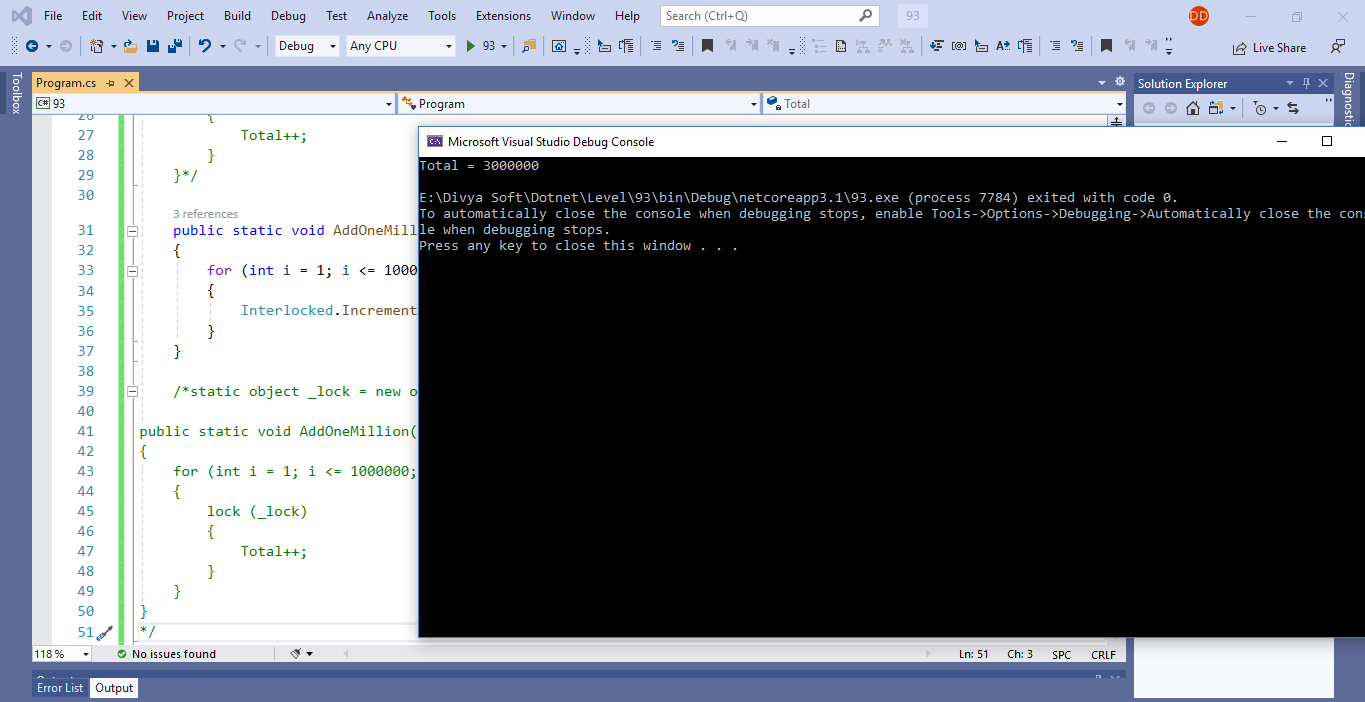 File Edit View Project Build Debug Test Analyze Tools Extensions Window Help Search (Ctrl+Q) 93 DD
Debug Any CPU 93 Live Share
Toolbox
Program.cs
Solution Explorer
Diagnostic
C# 93 Program Total
26 {
27 Total++;
28 }
29 }*/
30
3 references
31 public static void AddOneMill
32 {
33 for (int i = 1; i <= 1000
34 {
35 Interlocked.Increment
36 }
37 }
38
39 /*static object _lock = new o
40
41 public static void AddOneMillion(
42 {
43 for (int i = 1; i <= 1000000;
44 {
45 lock (_lock)
46 {
47 Total++;
48 }
49 }
50 }
51 */
C:\ Microsoft Visual Studio Debug Console
Total = 3000000
E:\Divya Soft\Dotnet\Level\93\bin\Debug\netcoreapp3.1\93.exe (process 7784) exited with code 0.
To automatically close the console when debugging stops, enable Tools->Options->Debugging->Automatically close the conso
le when debugging stops.
Press any key to close this window . . .
118 % No issues found Ln: 51 Ch: 3 SPC CRLF
Output
Error List Output